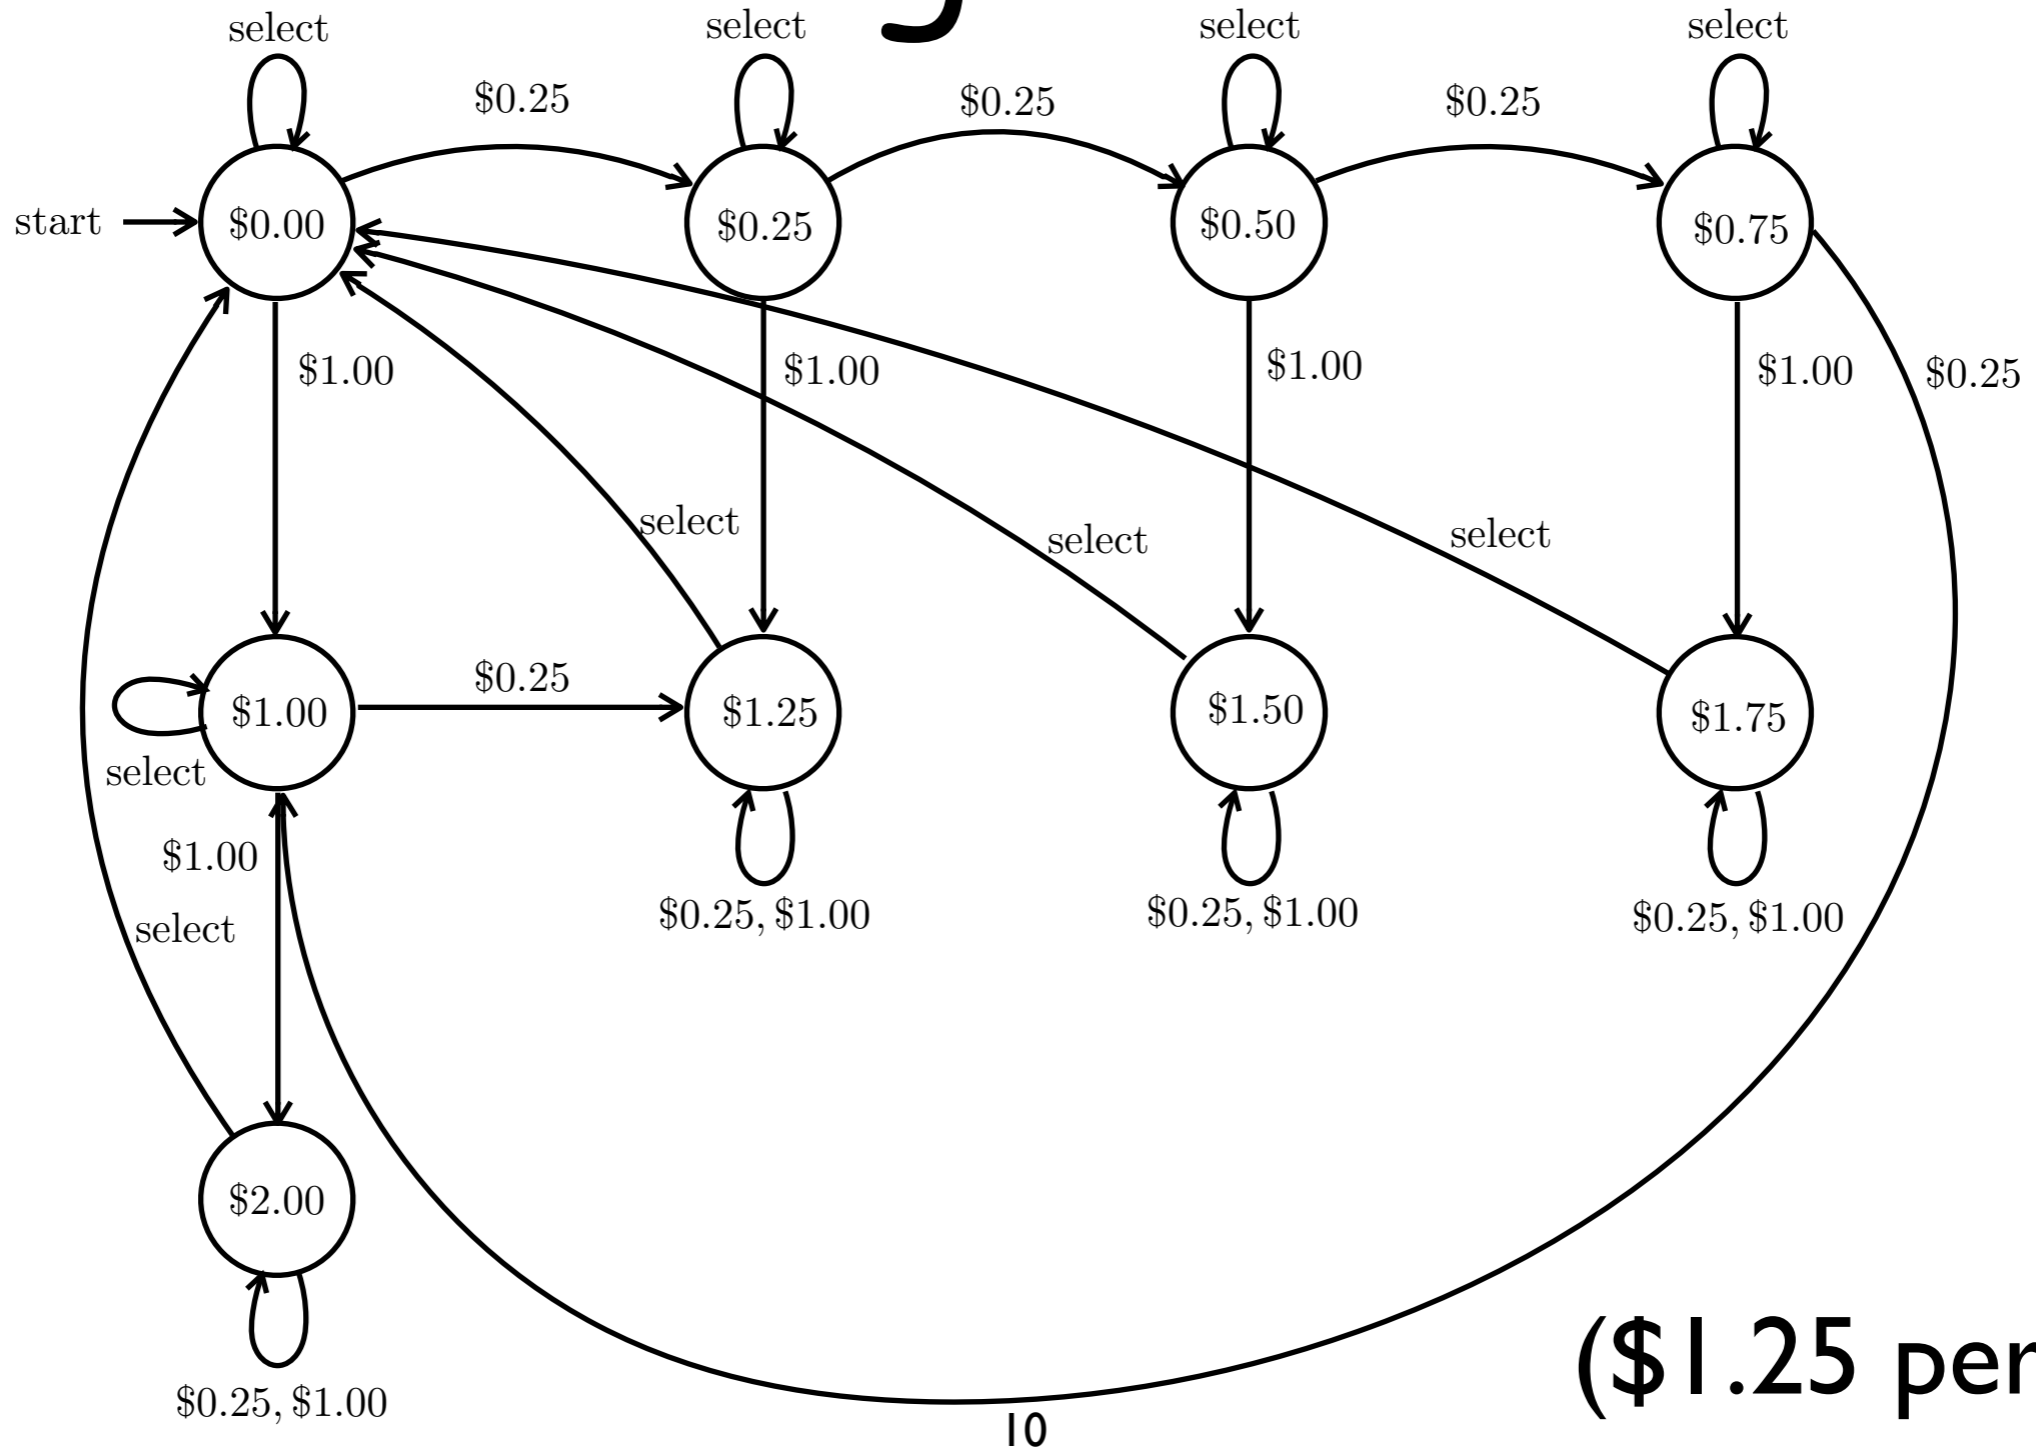 select select select select
$0.25 $0.25 $0.25
start $0.00 $0.25 $0.50 $0.75
$1.00 $1.00 $1.00 $1.00 $0.25
select select select
$0.25
$1.00 $1.25 $1.50 $1.75
select
$1.00
$0.25, $1.00 $0.25, $1.00 $0.25, $1.00
select
$2.00
($1.25 per
$0.25, $1.00
10